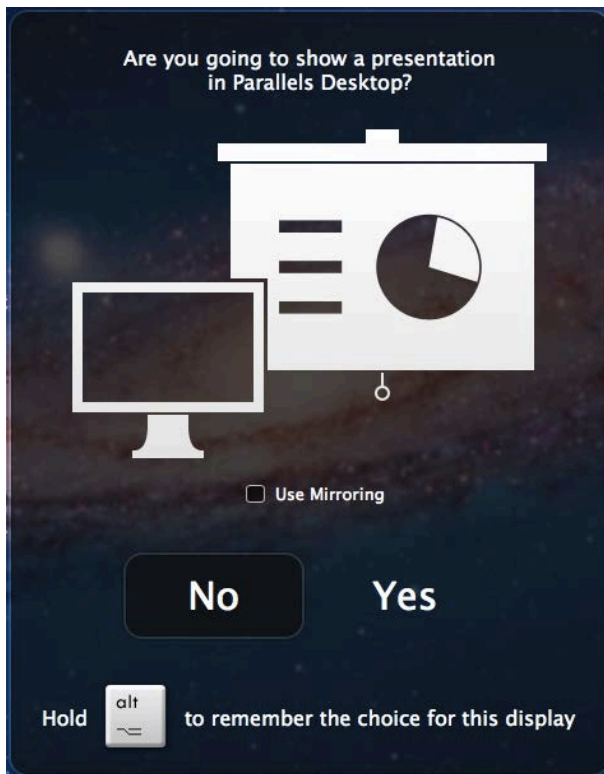 Are you going to show a presentation
in Parallels Desktop?
Use Mirroring
No Yes
Hold alt ⌥ to remember the choice for this display